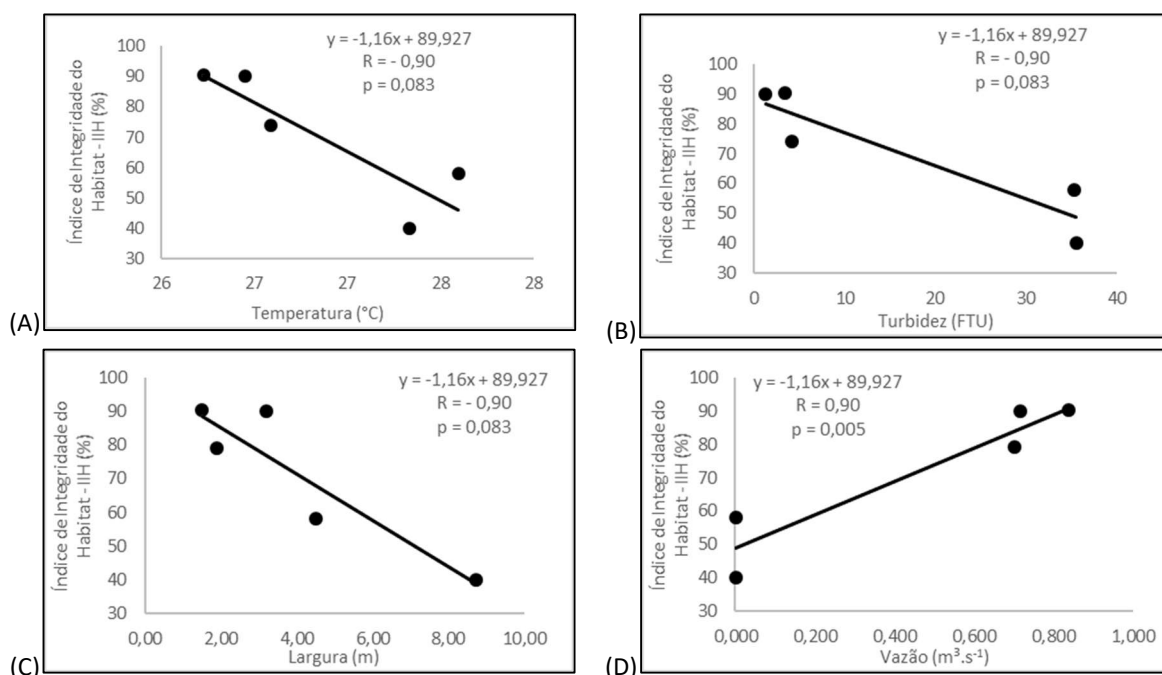 y = -1,16x + 89,927
R = - 0,90
p = 0,083
Índice de Integridade do
Habitat - IIH (%)
100
90
80
70
60
50
40
30
26
27
27
28
28
Temperatura (°C)
(A)
y = -1,16x + 89,927
R = - 0,90
p = 0,083
Índice de Integridade do
Habitat - IIH (%)
100
90
80
70
60
50
40
30
0
10
20
30
40
Turbidez (FTU)
(B)
y = -1,16x + 89,927
R = - 0,90
p = 0,083
Índice de Integridade do
Habitat - IIH (%)
100
90
80
70
60
50
40
30
0,00
2,00
4,00
6,00
8,00
10,00
Largura (m)
(C)
y = -1,16x + 89,927
R = 0,90
p = 0,005
Índice de Integridade do
Habitat - IIH (%)
100
90
80
70
60
50
40
30
0,000
0,200
0,400
0,600
0,800
1,000
Vazão (m³.s⁻¹)
(D)